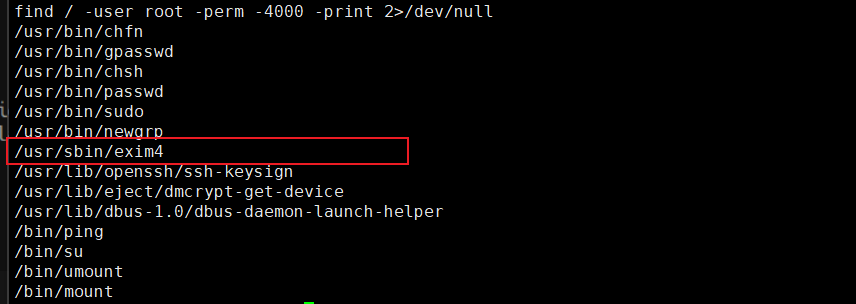 find / -user root -perm -4000 -print 2>/dev/null
/usr/bin/chfn
/usr/bin/gpasswd
/usr/bin/chsh
/usr/bin/passwd
/usr/bin/sudo
/usr/bin/newgrp
/usr/sbin/exim4
/usr/lib/openssh/ssh-keysign
/usr/lib/eject/dmcrypt-get-device
/usr/lib/dbus-1.0/dbus-daemon-launch-helper
/bin/ping
/bin/su
/bin/umount
/bin/mount